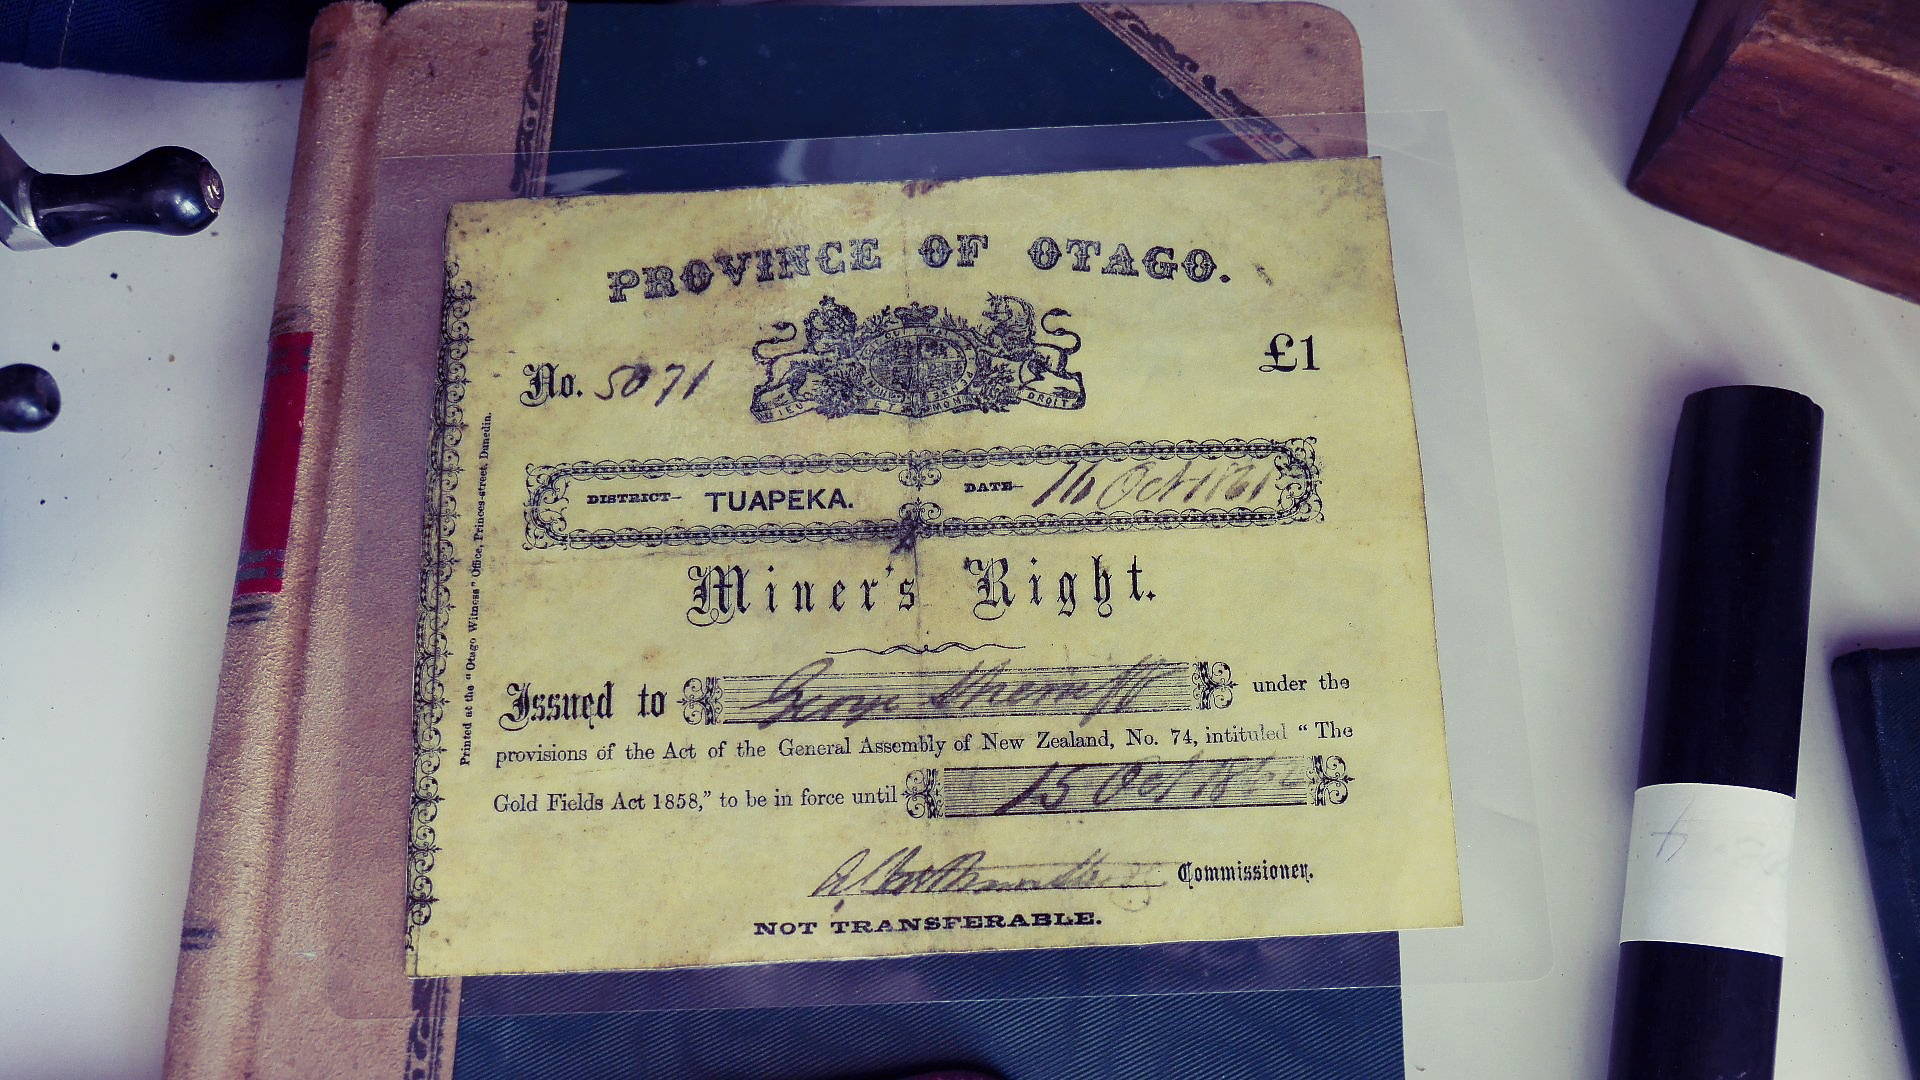 PROVINCE OF OTAGO.
No. 5071
£1
DIEU ET MON DROIT
DISTRICT— TUAPEKA.
DATE— 16 Oct 1861
Miner's Right.
Issued to George Sherriff under the
provisions of the Act of the General Assembly of New Zealand, No. 74, intituled “ The
Gold Fields Act 1858,” to be in force until 15 Oct 1862
Commissioner.
NOT TRANSFERABLE.
Printed at the “Otago Witness” Office, Princes-street, Dunedin.